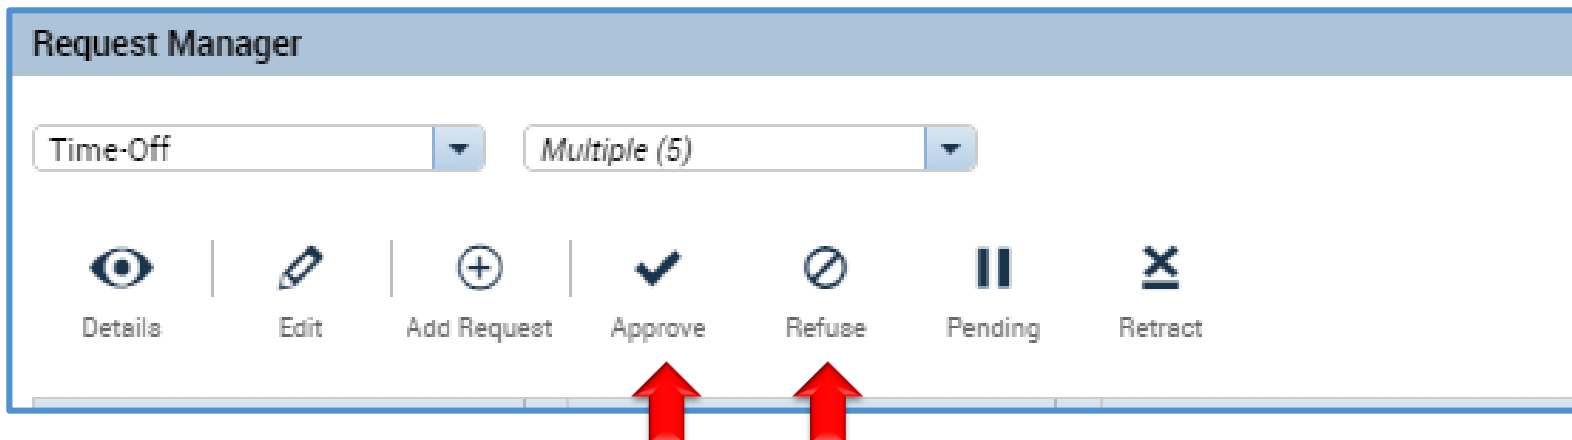 Request Manager
Time-Off Multiple (5)
Details Edit Add Request Approve Refuse Pending Retract